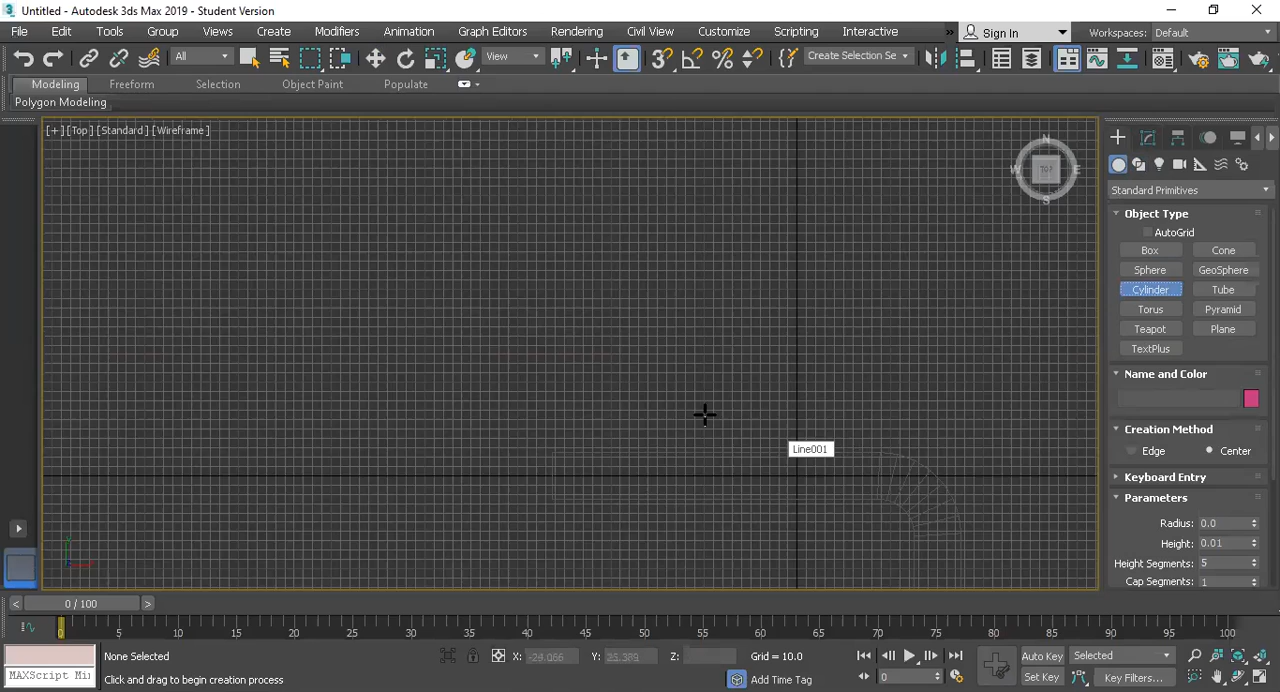 Untitled - Autodesk 3ds Max 2019 - Student Version
File Edit Tools Group Views Create Modifiers Animation Graph Editors Rendering Civil View Customize Scripting Interactive » Sign In Workspaces: Default
All View Create Selection Se
Modeling Freeform Selection Object Paint Populate
Polygon Modeling
[+] [Top] [Standard] [Wireframe]
N
W TOP E
S
Standard Primitives
Object Type
AutoGrid
Box Cone
Sphere GeoSphere
Cylinder Tube
Torus Pyramid
Teapot Plane
TextPlus
Name and Color
Creation Method
Edge Center
Keyboard Entry
Parameters
Radius: 0.0
Height: 0.01
Height Segments: 5
Cap Segments: 1
Line001
< 0 / 100 >
0 5 10 15 20 25 30 35 40 45 50 55 60 65 70 75 80 85 90 95 100
None Selected X: -24.066 Y: 25.389 Z: Grid = 10.0 Auto Key Selected
MAXScript Mi Click and drag to begin creation process Add Time Tag 0 Set Key Key Filters...